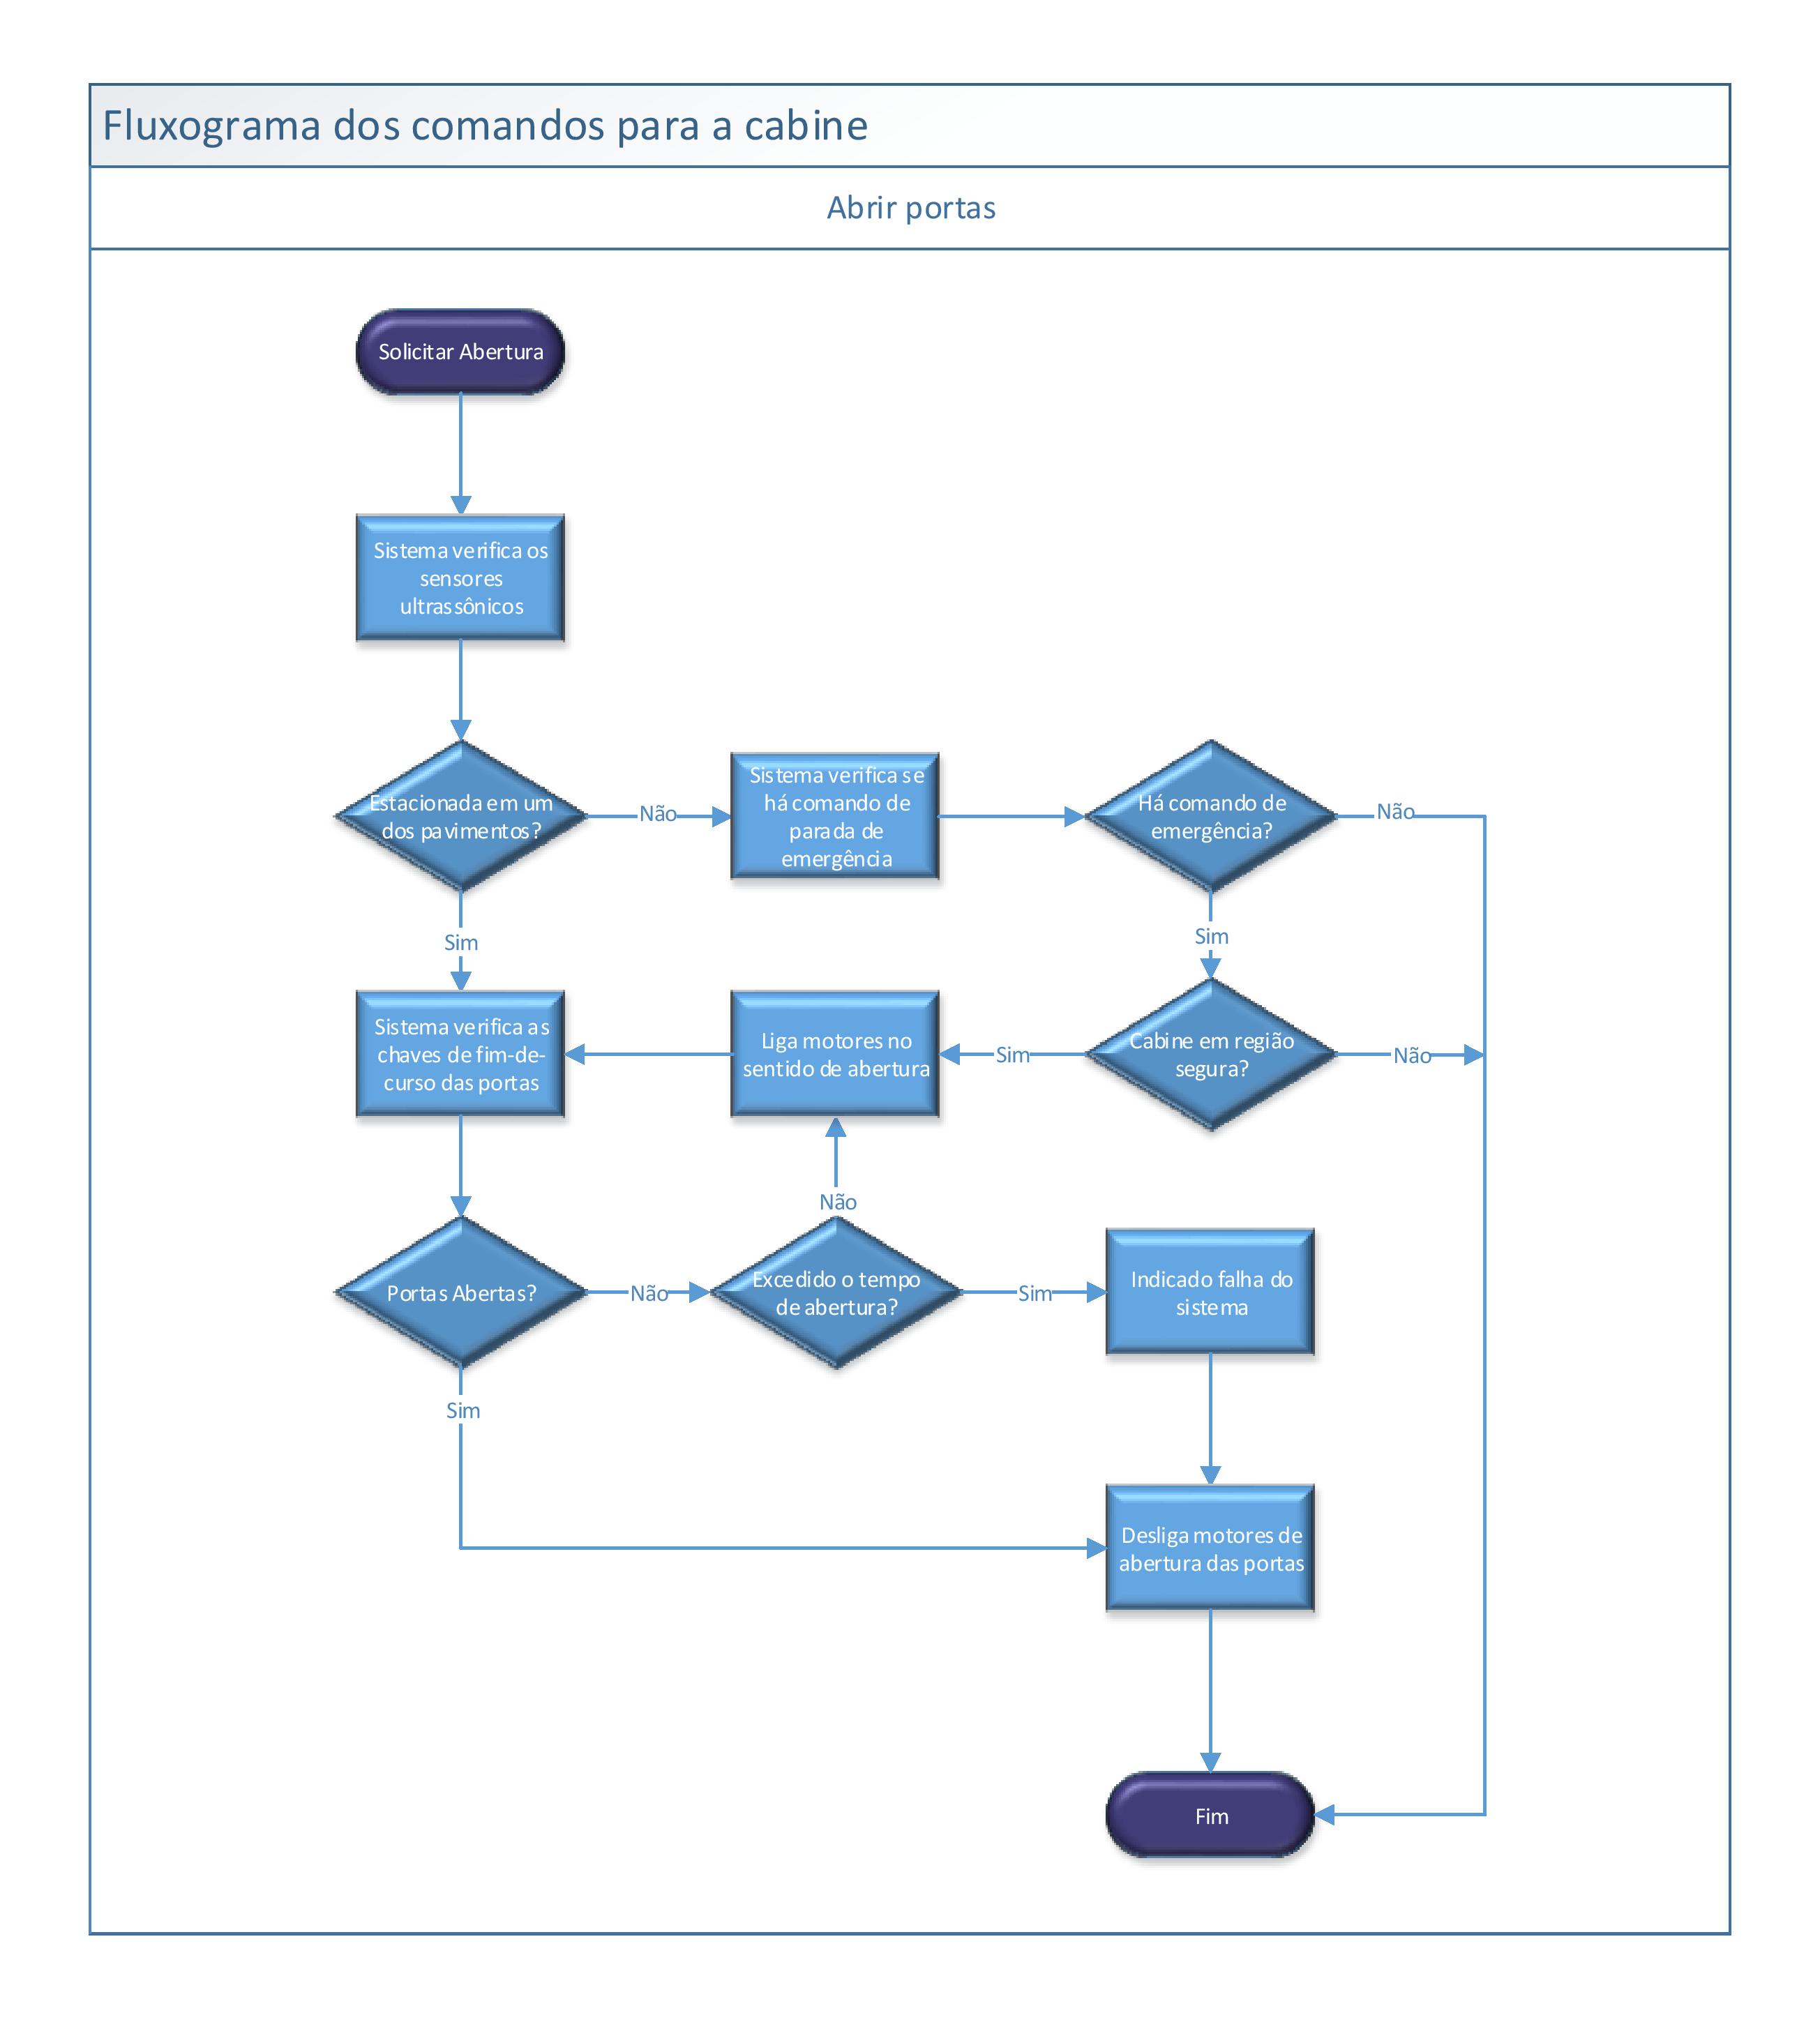 Fluxograma dos comandos para a cabine
Abrir portas
Solicitar Abertura
Sistema verifica os
sensores
ultrassônicos
Estacionada em um
dos pavimentos?
Não
Sistema verifica se
há comando de
parada de
emergência
Há comando de
emergência?
Não
Sim
Sim
Sistema verifica as
chaves de fim-de-
curso das portas
Liga motores no
sentido de abertura
Sim
Cabine em região
segura?
Não
Não
Portas Abertas?
Não
Excedido o tempo
de abertura?
Sim
Indicado falha do
sistema
Sim
Desliga motores de
abertura das portas
Fim